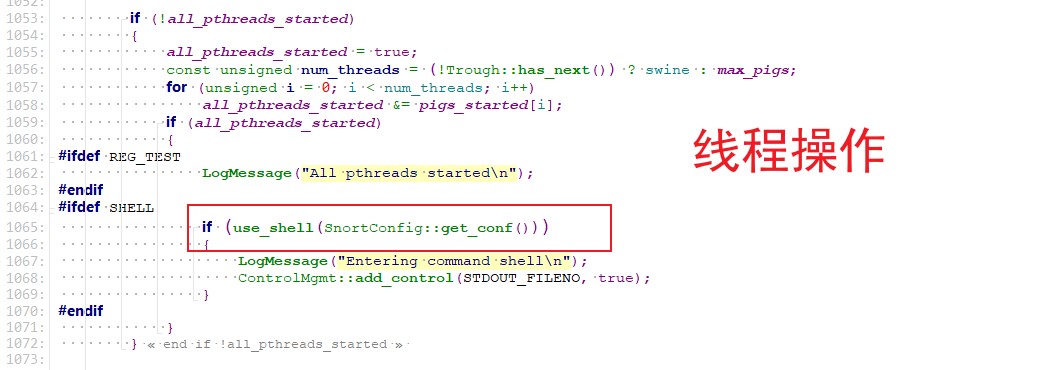 1052:
1053: if (!all_pthreads_started)
1054: {
1055: all_pthreads_started = true;
1056: const unsigned num_threads = (!Trough::has_next()) ? swine : max_pigs;
1057: for (unsigned i = 0; i < num_threads; i++)
1058: all_pthreads_started &= pigs_started[i];
1059: if (all_pthreads_started)
1060: {
1061: #ifdef REG_TEST
1062: LogMessage("All pthreads started\n");
1063: #endif
1064: #ifdef SHELL
1065: if (use_shell(SnortConfig::get_conf()))
1066: {
1067: LogMessage("Entering command shell\n");
1068: ControlMgmt::add_control(STDOUT_FILENO, true);
1069: }
1070: #endif
1071: }
1072: } « end if !all_pthreads_started »
1073:
线程操作